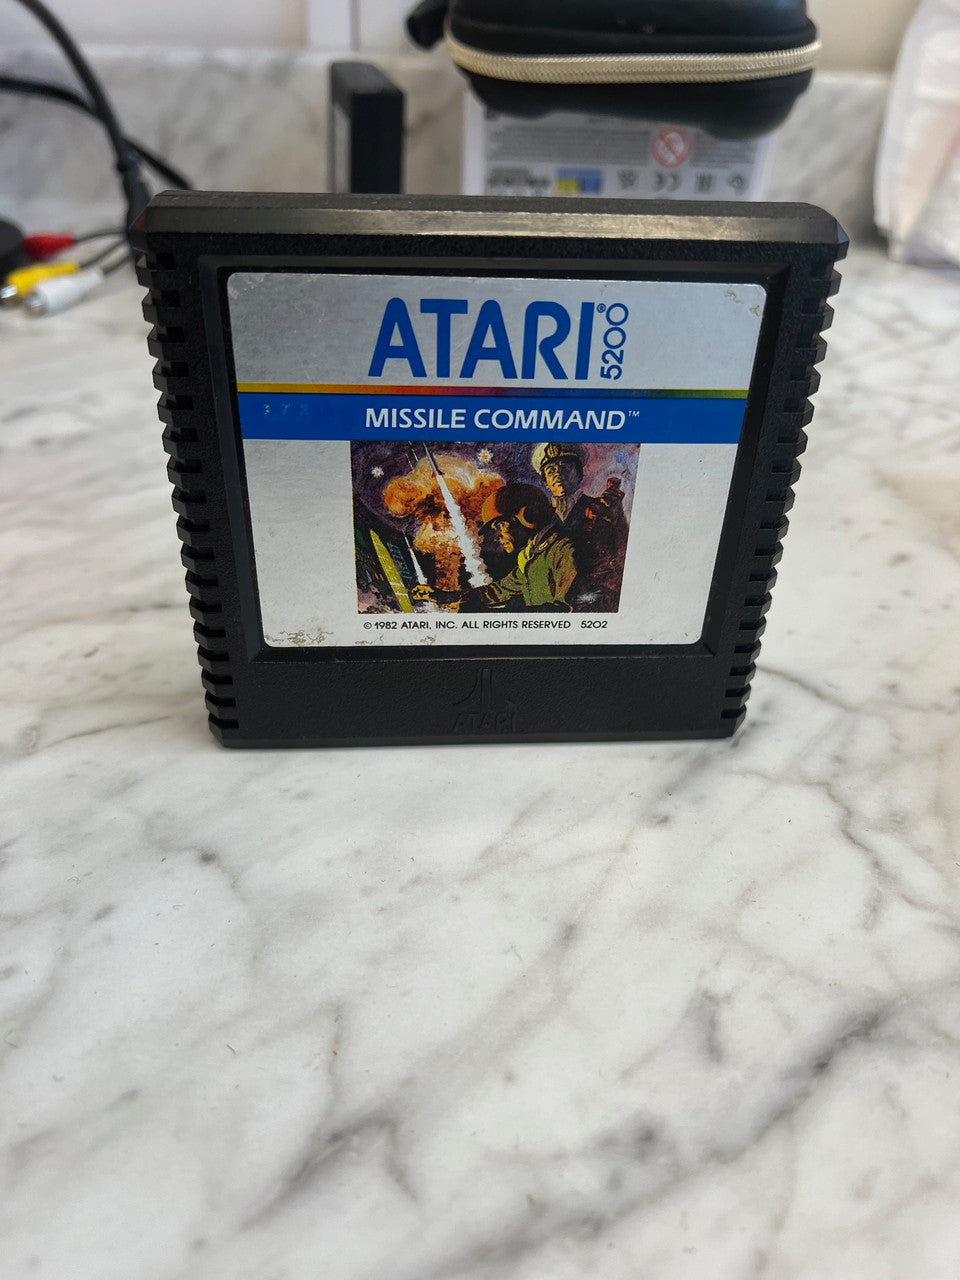 ATARI®
5200
MISSILE COMMAND™
© 1982 ATARI, INC. ALL RIGHTS RESERVED 5202
ATARI